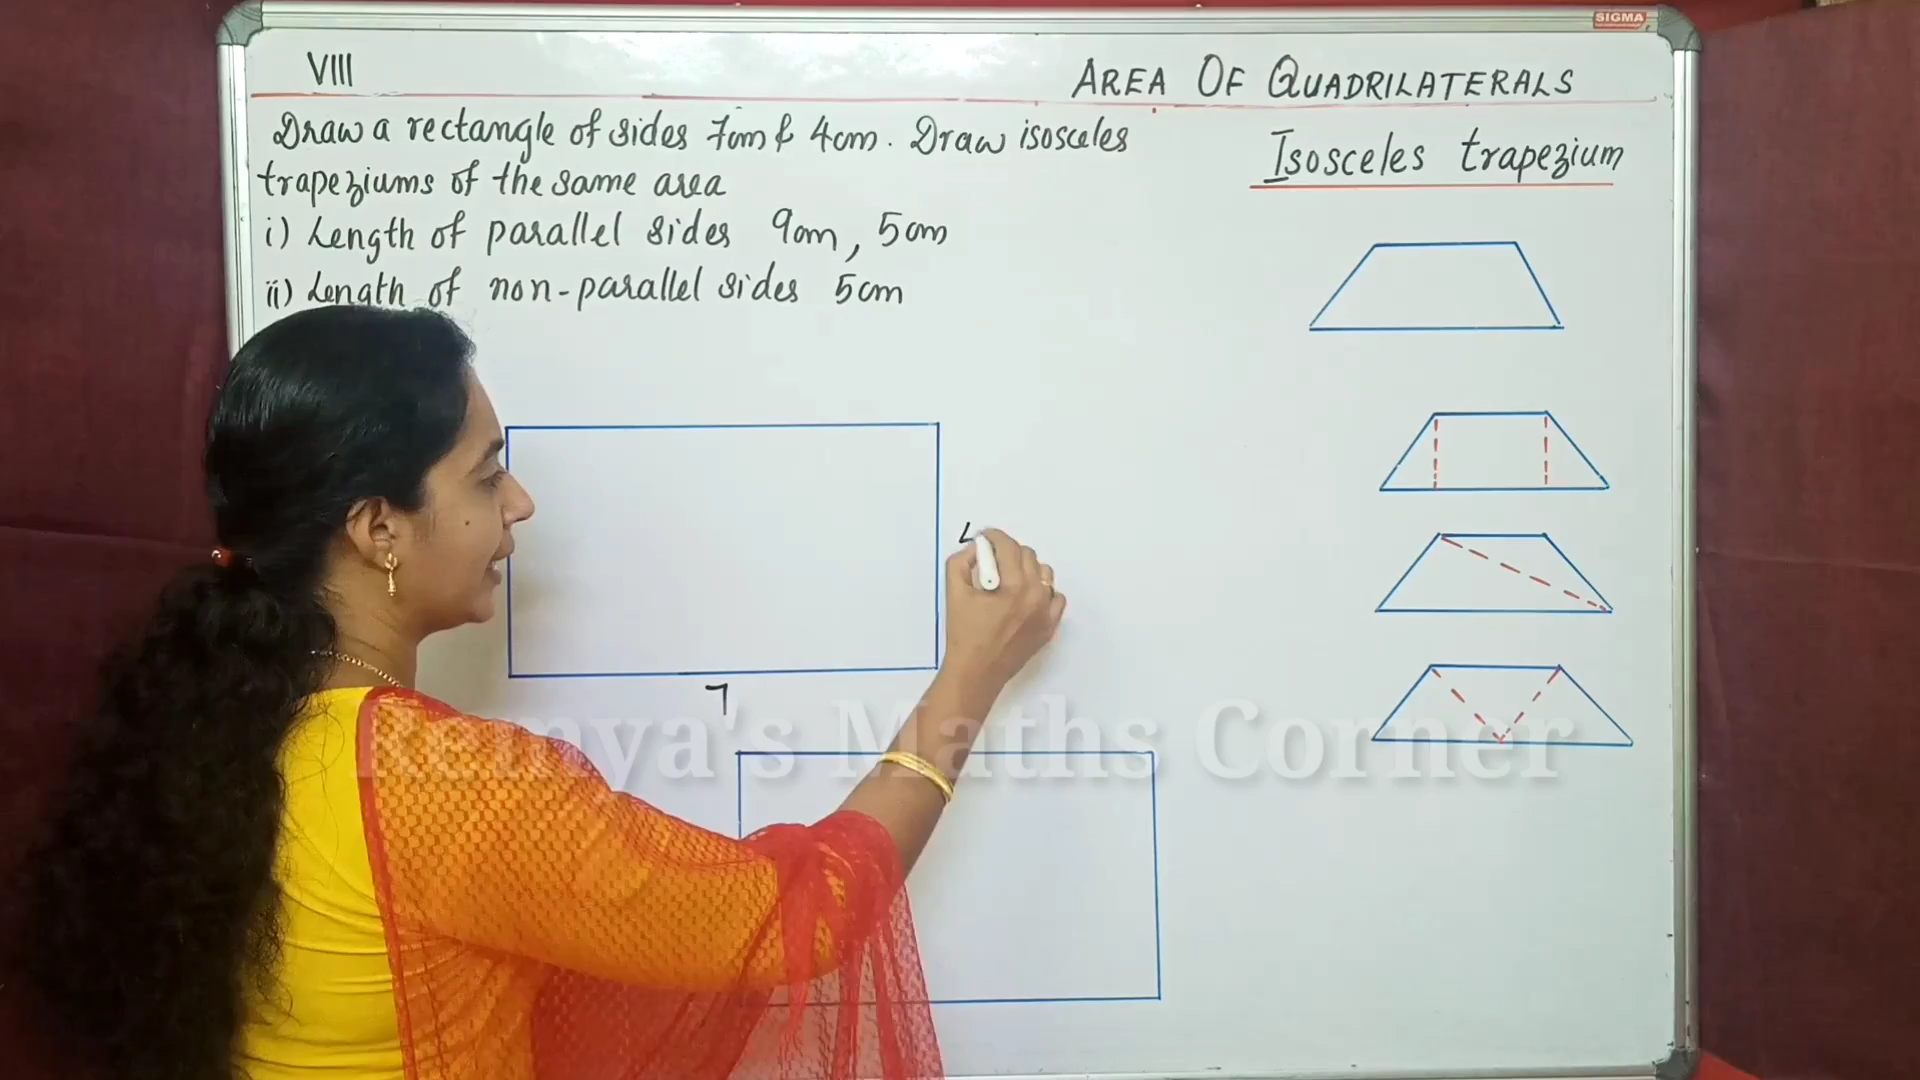 SIGMA
VIII
AREA OF QUADRILATERALS
Draw a rectangle of sides 7cm & 4cm. Draw isosceles
trapeziums of the same area
i) Length of parallel sides 9cm, 5cm
ii) Length of non-parallel sides 5cm
Isosceles trapezium
4
7
Remya's Maths Corner